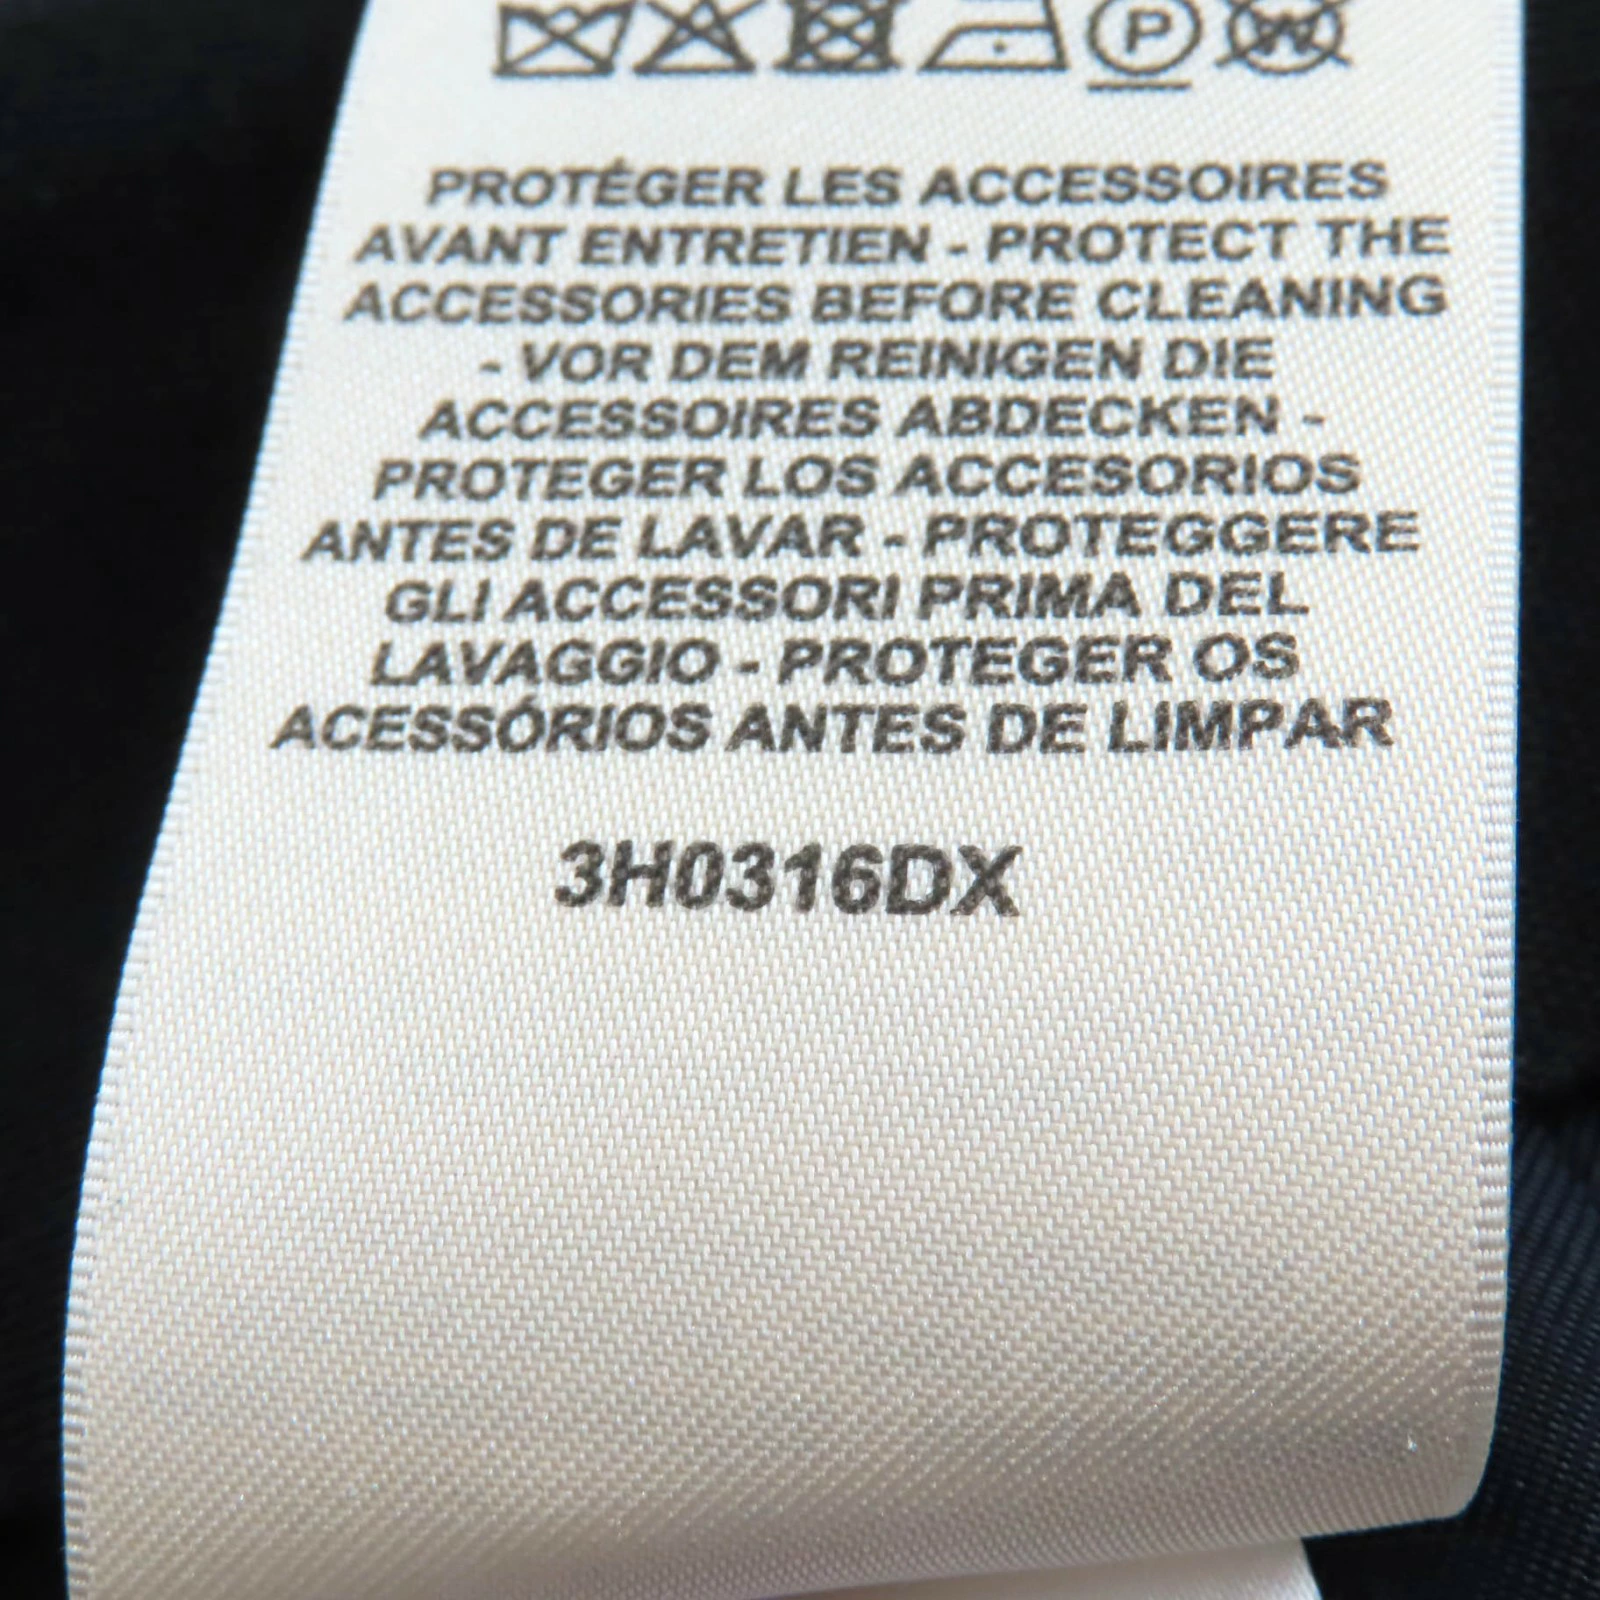 P W
PROTÉGER LES ACCESSOIRES
AVANT ENTRETIEN - PROTECT THE
ACCESSORIES BEFORE CLEANING
- VOR DEM REINIGEN DIE
ACCESSOIRES ABDECKEN -
PROTEGER LOS ACCESORIOS
ANTES DE LAVAR - PROTEGGERE
GLI ACCESSORI PRIMA DEL
LAVAGGIO - PROTEGER OS
ACESSÓRIOS ANTES DE LIMPAR
3H0316DX